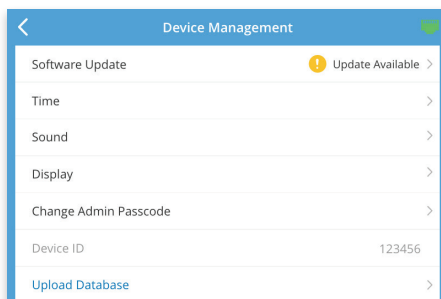 Device Management
Software Update ! Update Available
Time
Sound
Display
Change Admin Passcode
Device ID 123456
Upload Database